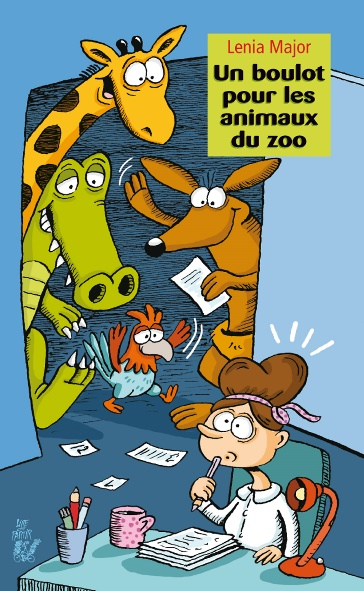 Lenia Major
Un boulot
pour les
animaux
du zoo